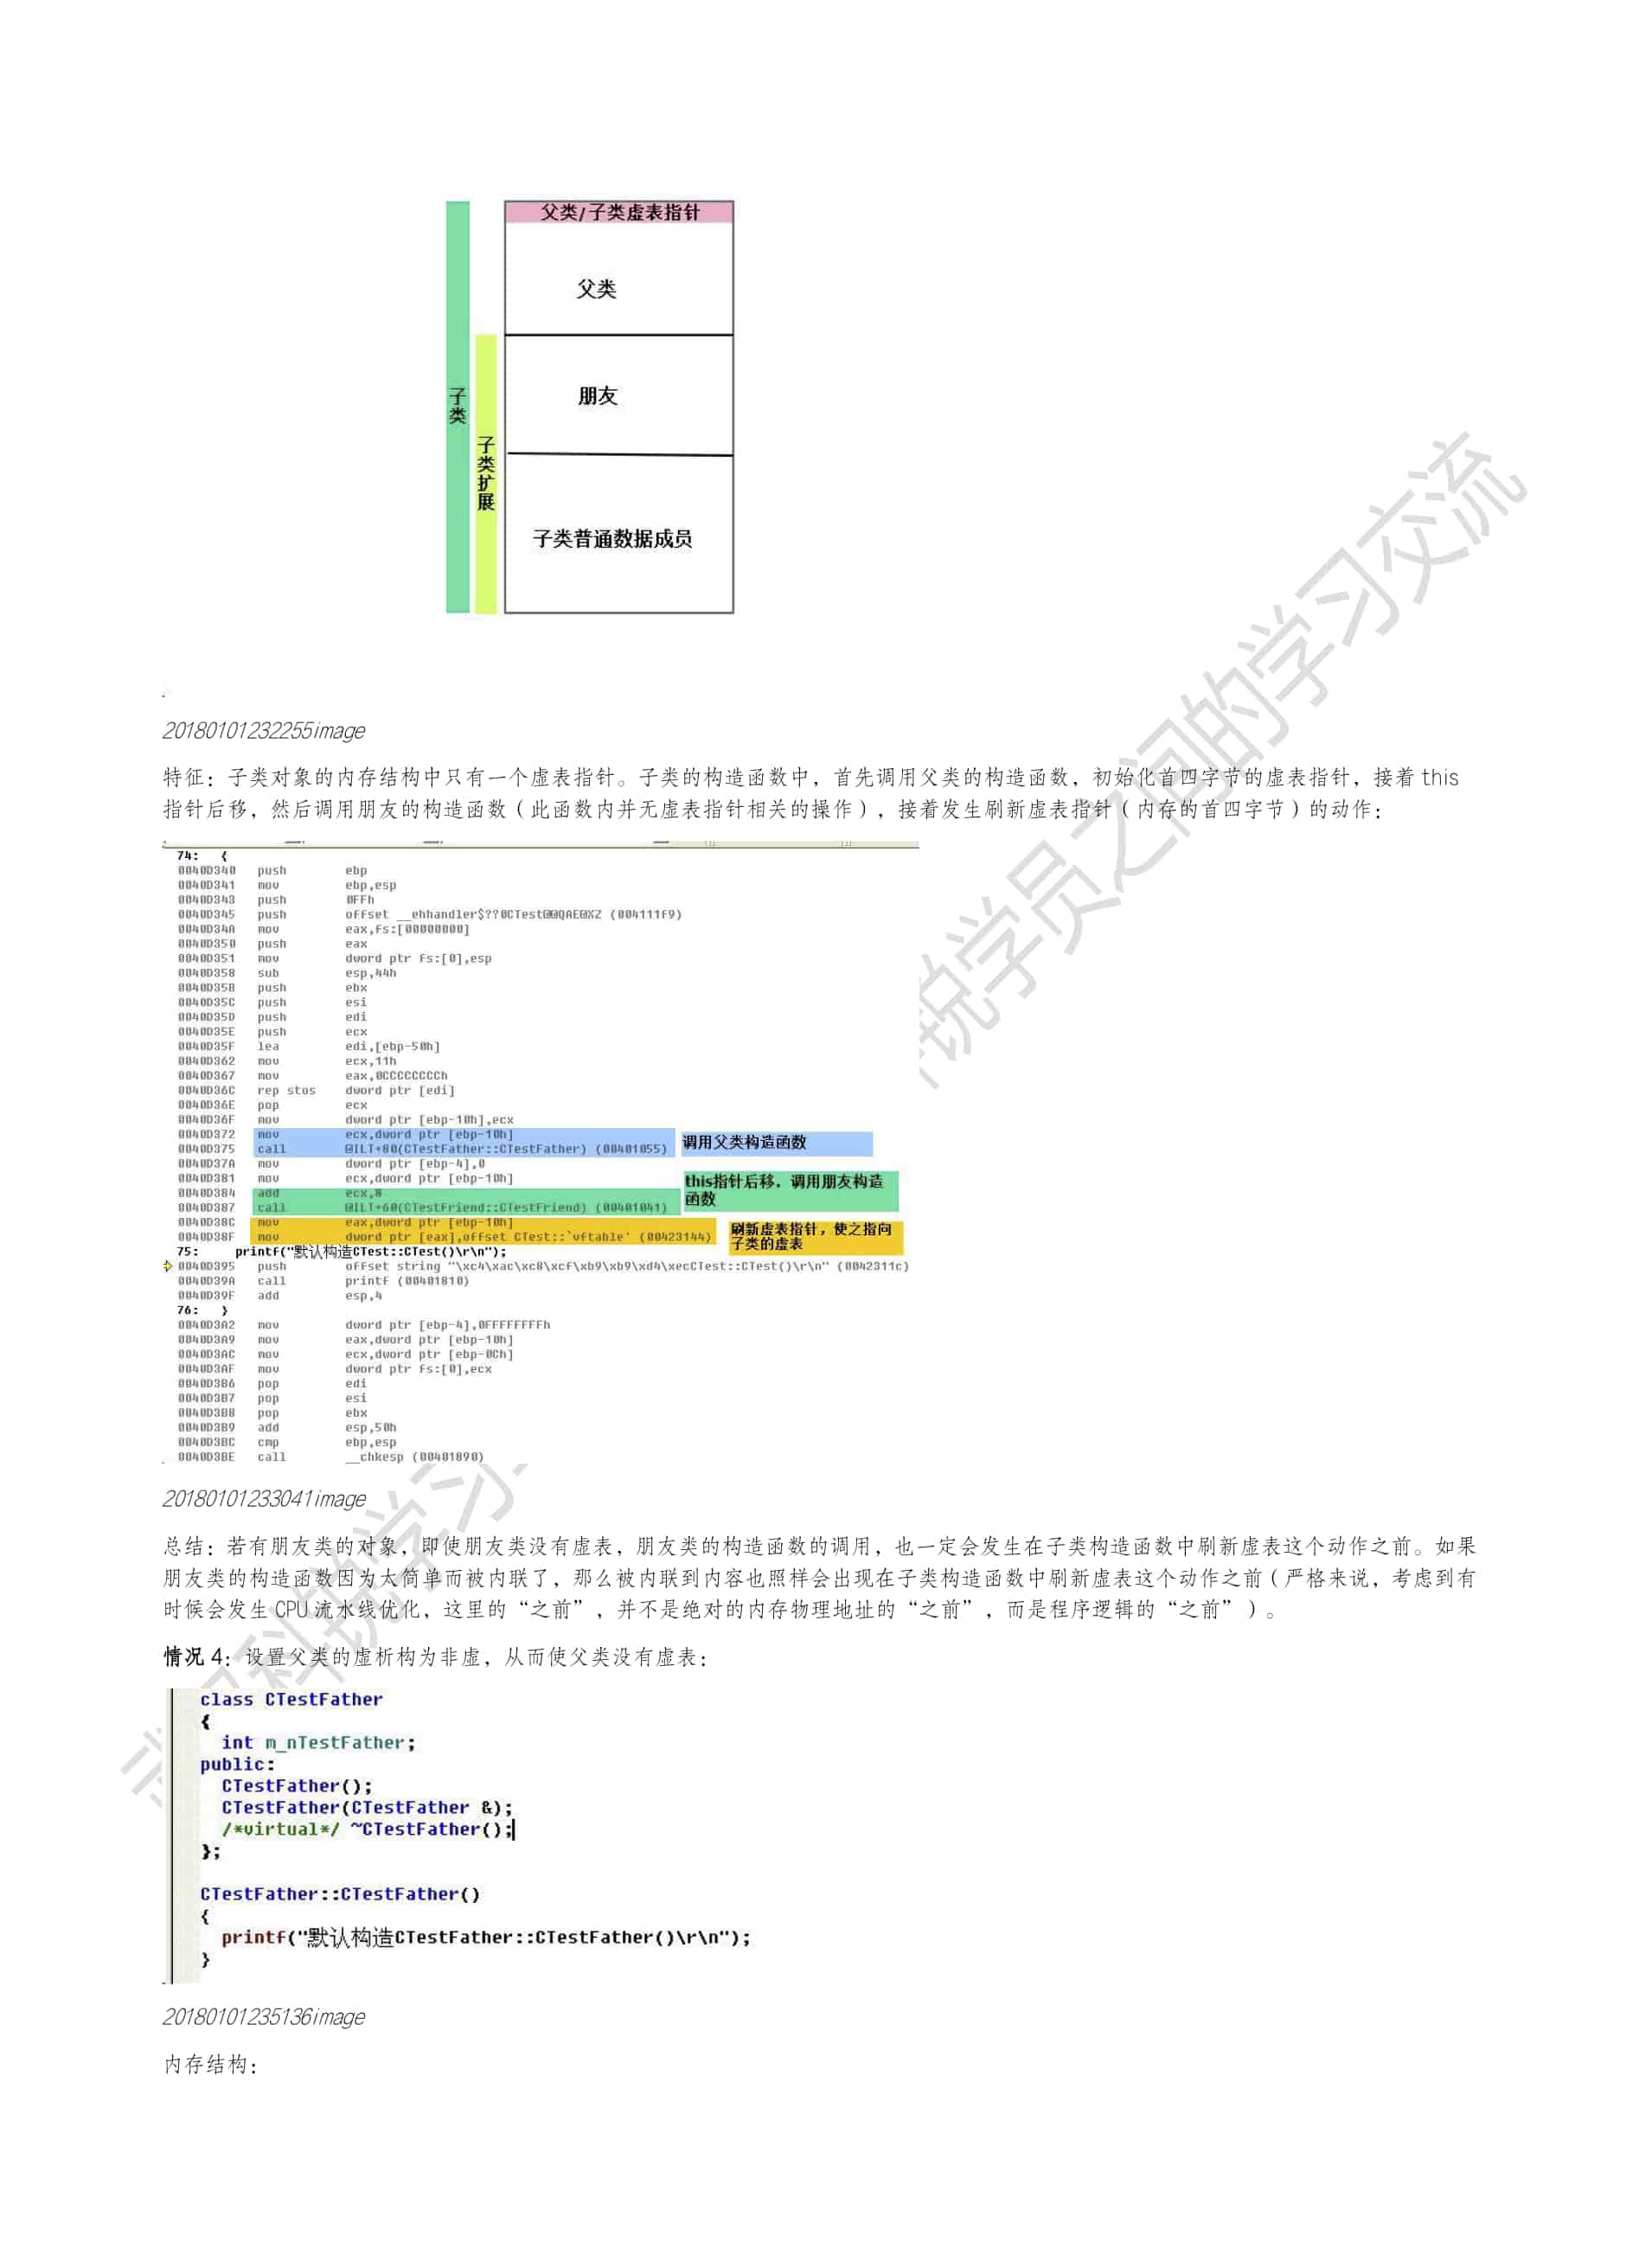 父类/子类虚表指针
父类
朋友
子类普通数据成员
子类
子类扩展
20180101232255image
特征：子类对象的内存结构中只有一个虚表指针。子类的构造函数中，首先调用父类的构造函数，初始化首四字节的虚表指针，接着 this
指针后移，然后调用朋友的构造函数（此函数内并无虚表指针相关的操作），接着发生刷新虚表指针（内存的首四字节）的动作：
74: {
0040D340 push ebp
0040D341 mov ebp,esp
0040D343 push 0FFh
0040D345 push offset __ehhandler$??0CTest@@QAE@XZ (004111f9)
0040D34A mov eax,fs:[00000000]
0040D350 push eax
0040D351 mov dword ptr fs:[0],esp
0040D358 sub esp,44h
0040D35B push ebx
0040D35C push esi
0040D35D push edi
0040D35E push ecx
0040D35F lea edi,[ebp-50h]
0040D362 mov ecx,11h
0040D367 mov eax,0CCCCCCCCh
0040D36C rep stos dword ptr [edi]
0040D36E pop ecx
0040D36F mov dword ptr [ebp-10h],ecx
0040D372 mov ecx,dword ptr [ebp-10h]
0040D375 call @ILT+80(CTestFather::CTestFather) (00401055)
调用父类构造函数
0040D37A mov dword ptr [ebp-4],0
0040D381 mov ecx,dword ptr [ebp-10h]
0040D384 add ecx,8
0040D387 call @ILT+60(CTestFriend::CTestFriend) (00401041)
this指针后移，调用朋友构造
函数
0040D38C mov eax,dword ptr [ebp-10h]
0040D38F mov dword ptr [eax],offset CTest::`vftable' (00423144)
刷新虚表指针，使之指向
子类的虚表
75: printf("默认构造CTest::CTest()\r\n");
0040D395 push offset string "\xc4\xac\xc8\xcf\xb9\xb9\xd4\xecCTest::CTest()\r\n" (0042311c)
0040D39A call printf (00401810)
0040D39F add esp,4
76: }
0040D3A2 mov dword ptr [ebp-4],0FFFFFFFFh
0040D3A9 mov eax,dword ptr [ebp-10h]
0040D3AC mov ecx,dword ptr [ebp-0Ch]
0040D3AF mov dword ptr fs:[0],ecx
0040D3B6 pop edi
0040D3B7 pop esi
0040D3B8 pop ebx
0040D3B9 add esp,50h
0040D3BC cmp ebp,esp
0040D3BE call __chkesp (00401890)
20180101233041image
总结：若有朋友类的对象，即使朋友类没有虚表，朋友类的构造函数的调用，也一定会发生在子类构造函数中刷新虚表这个动作之前。如果
朋友类的构造函数因为太简单而被内联了，那么被内联到内容也照样会出现在子类构造函数中刷新虚表这个动作之前（严格来说，考虑到有
时候会发生 CPU 流水线优化，这里的“之前”，并不是绝对的内存物理地址的“之前”，而是程序逻辑的“之前”）。
情况 4：设置父类的虚析构为非虚，从而使父类没有虚表：
class CTestFather
{
int m_nTestFather;
public:
CTestFather();
CTestFather(CTestFather &);
/*virtual*/ ~CTestFather();
};
CTestFather::CTestFather()
{
printf("默认构造CTestFather::CTestFather()\r\n");
}
20180101235136image
内存结构：
锐学员之间的学习交流
科锐学习